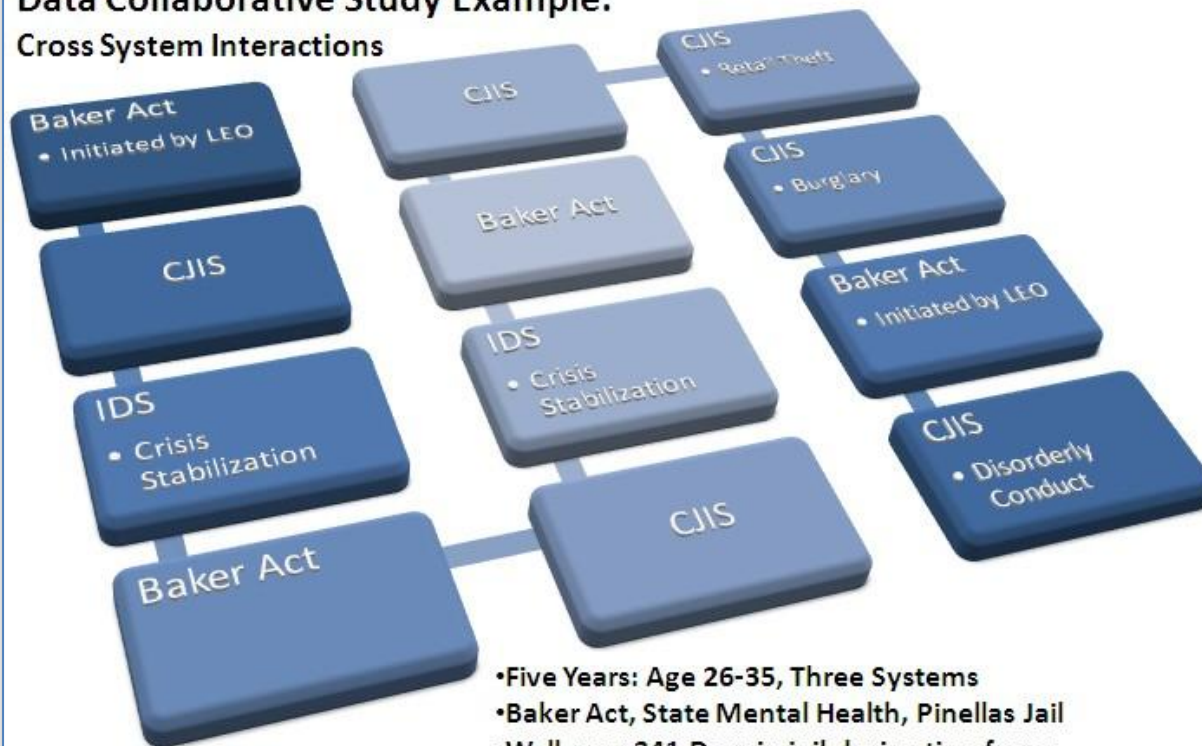 Data Collaborative Study Example:
Cross System Interactions
Baker Act
• Initiated by LEO
CJIS
IDS
• Crisis
Stabilization
Baker Act
CJIS
IDS
• Crisis
Stabilization
Baker Act
CJIS
CJIS
• Retail Theft
CJIS
• Burglary
Baker Act
• Initiated by LEO
CJIS
• Disorderly
Conduct
•Five Years: Age 26-35, Three Systems
•Baker Act, State Mental Health, Pinellas Jail